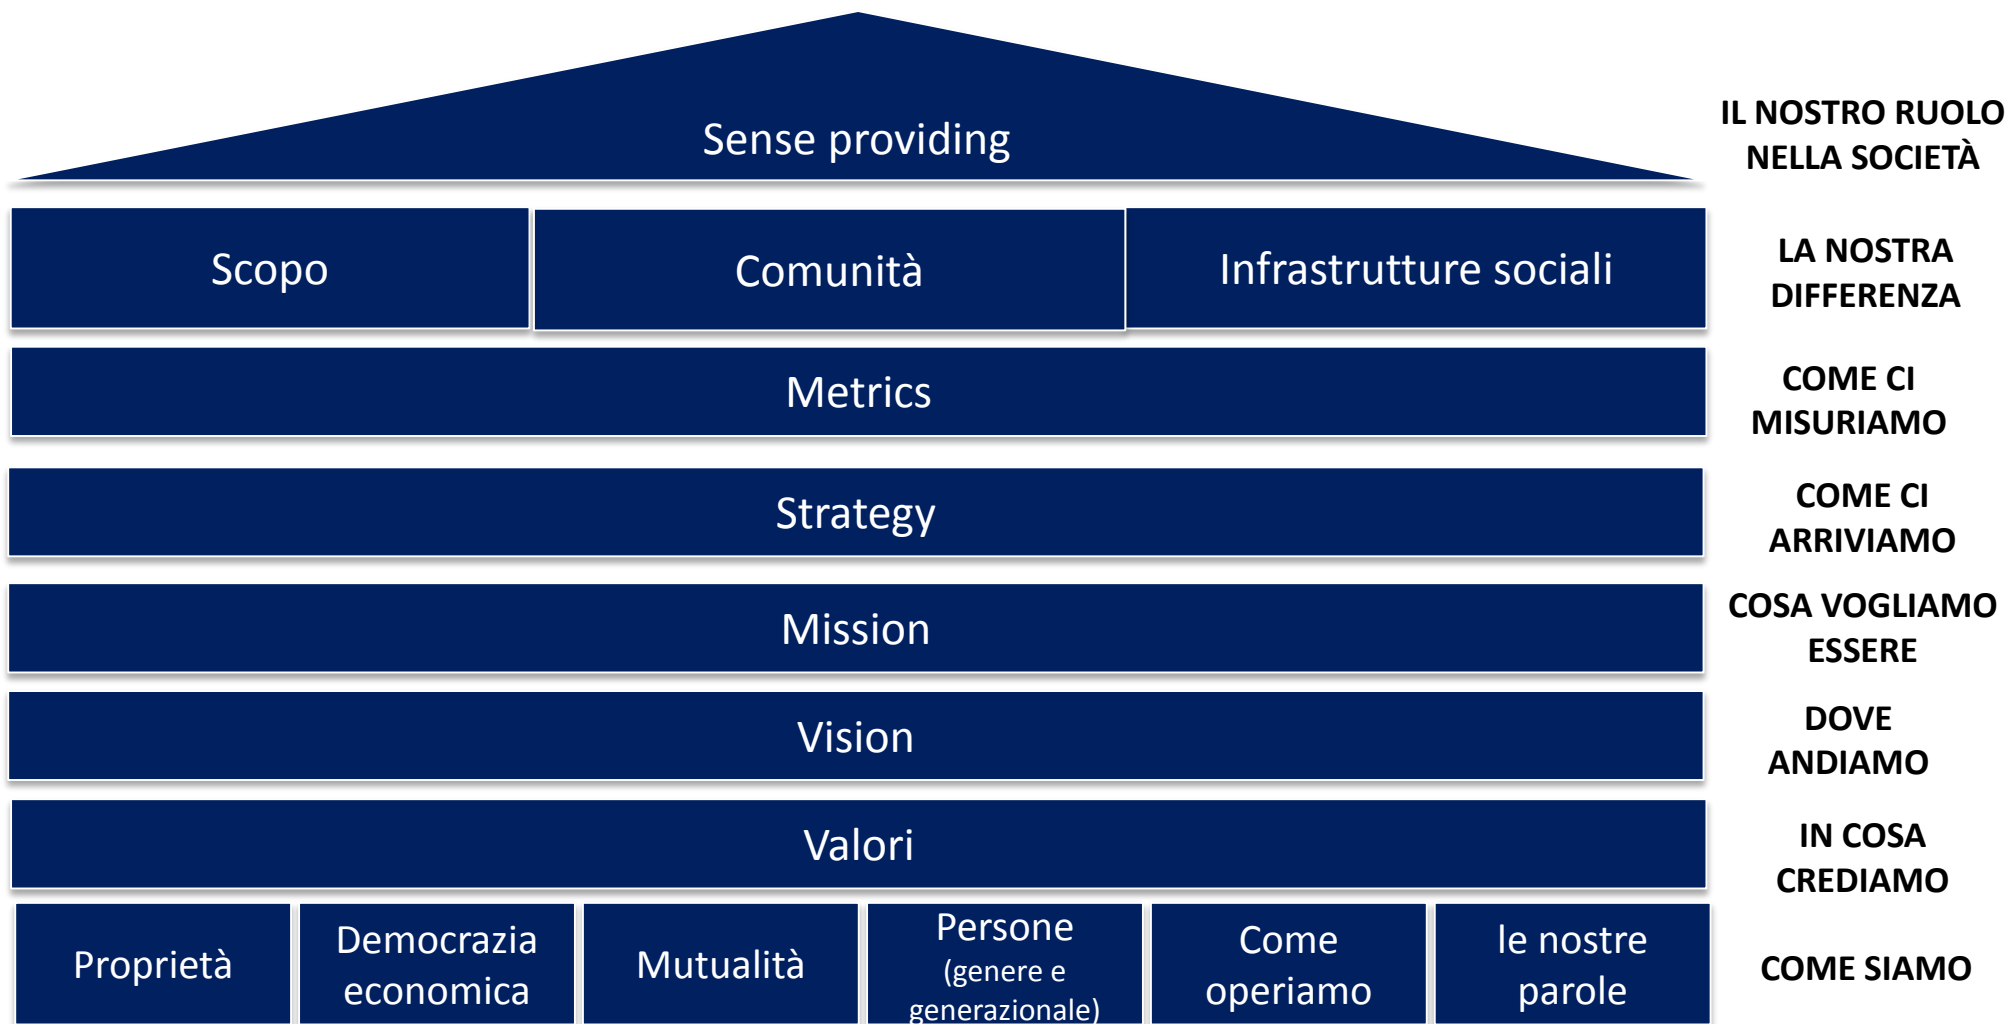 Sense providing
IL NOSTRO RUOLO
NELLA SOCIETÀ
Scopo
Comunità
Infrastrutture sociali
LA NOSTRA
DIFFERENZA
Metrics
COME CI
MISURIAMO
Strategy
COME CI
ARRIVIAMO
Mission
COSA VOGLIAMO
ESSERE
Vision
DOVE
ANDIAMO
Valori
IN COSA
CREDIAMO
Proprietà
Democrazia
economica
Mutualità
Persone
(genere e
generazionale)
Come
operiamo
le nostre
parole
COME SIAMO